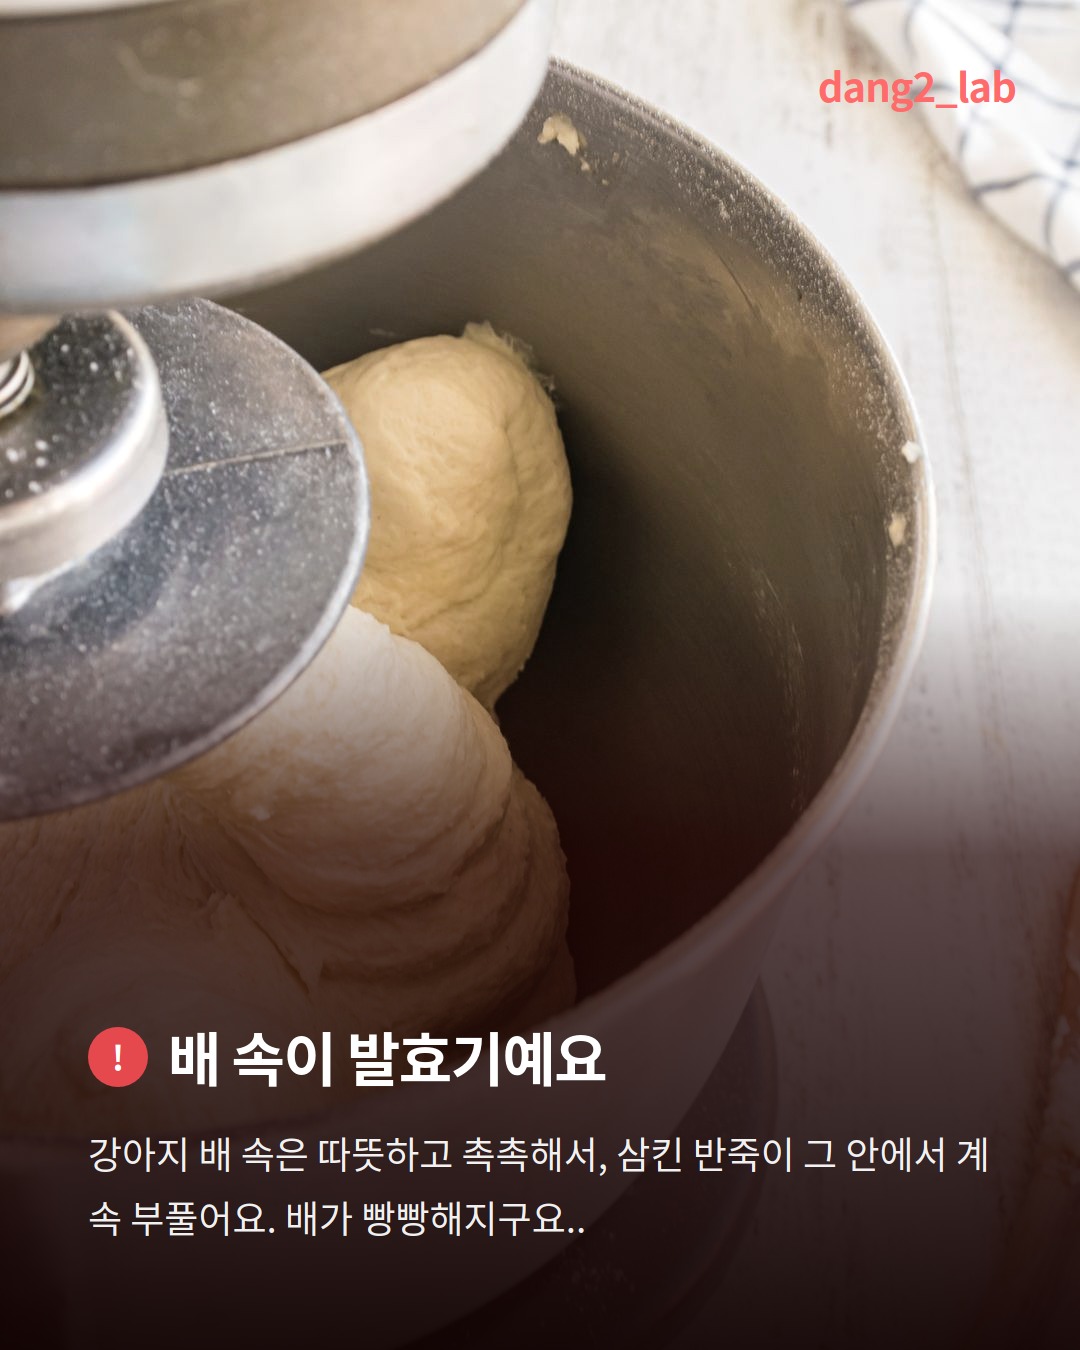 dang2_lab
! 배 속이 발효기예요
강아지 배 속은 따뜻하고 촉촉해서, 삼킨 반죽이 그 안에서 계
속 부풀어요. 배가 빵빵해지구요..